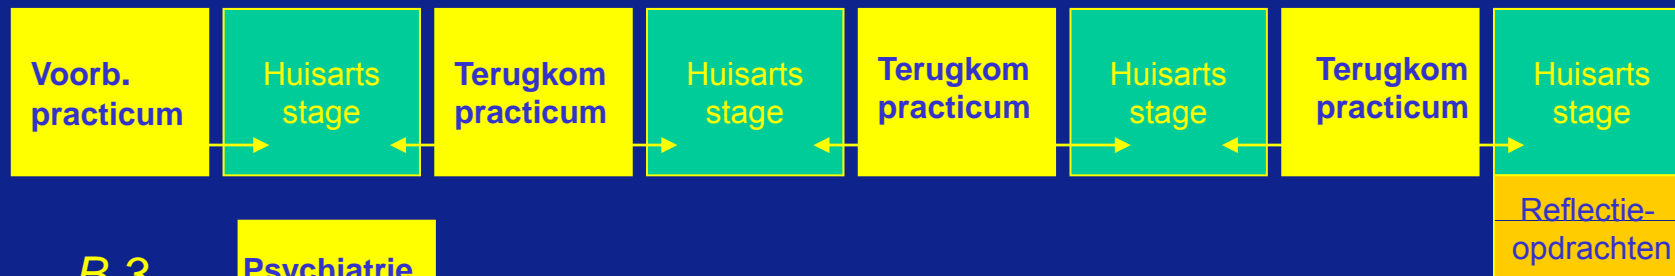 Voorb.
practicum
Huisarts
stage
Terugkom
practicum
Huisarts
stage
Terugkom
practicum
Huisarts
stage
Terugkom
practicum
Huisarts
stage
Reflectie-
opdrachten
B 3
Psychiatrie